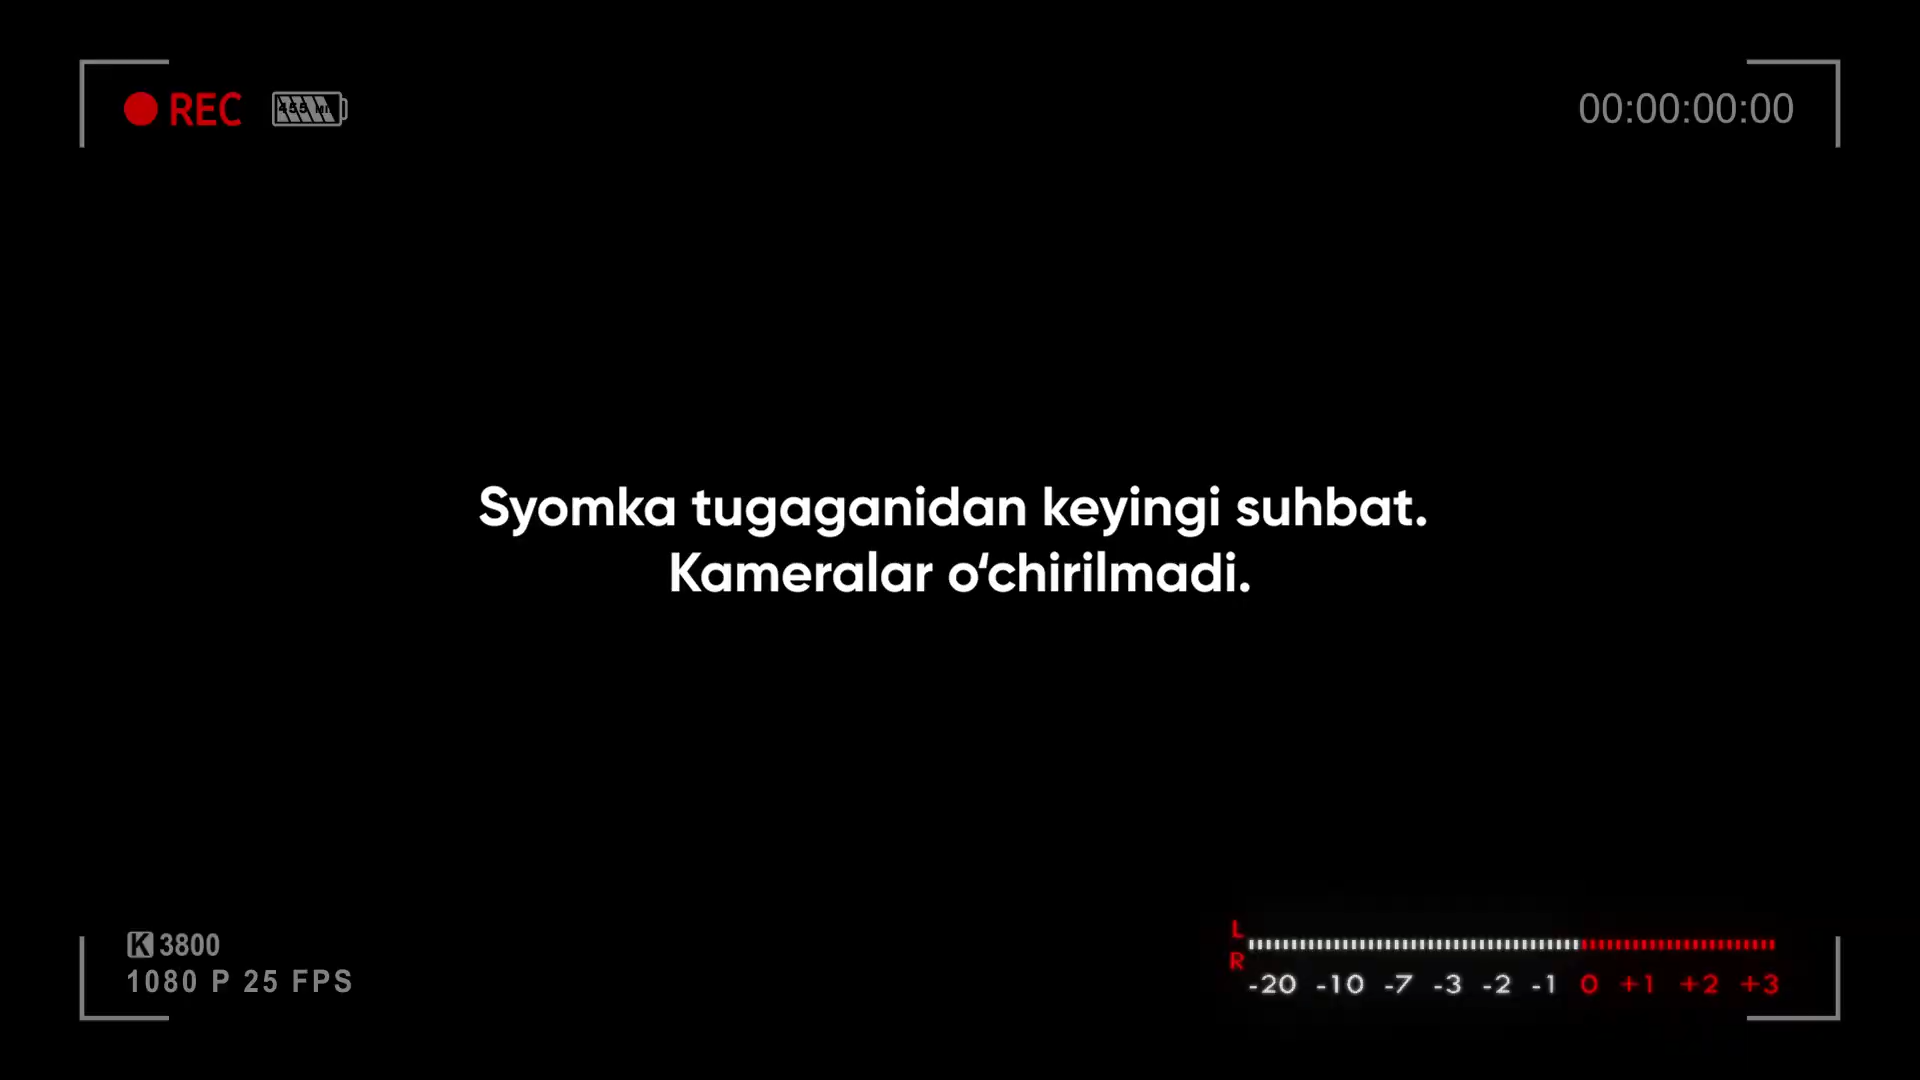 REC
00:00:00:00
Syomka tugaganidan keyingi suhbat.
Kameralar o‘chirilmadi.
K 3800
1080 P 25 FPS
L
R
-20 -10 -7 -3 -2 -1 0 +1 +2 +3